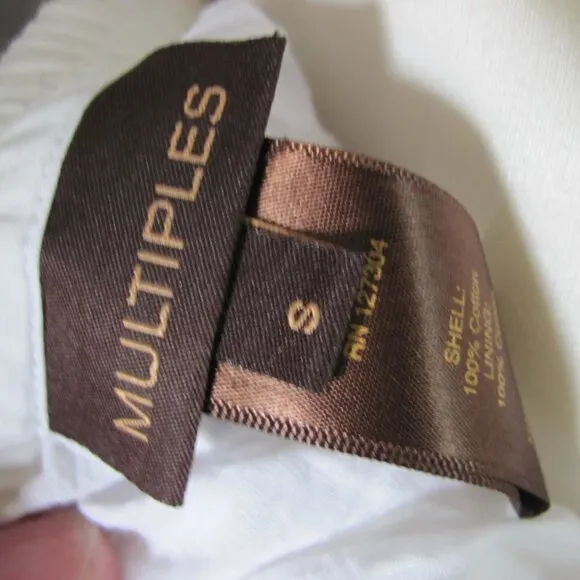 MULTIPLES
S
RN 127304
SHELL:
100% Cotton
LINING:
100%